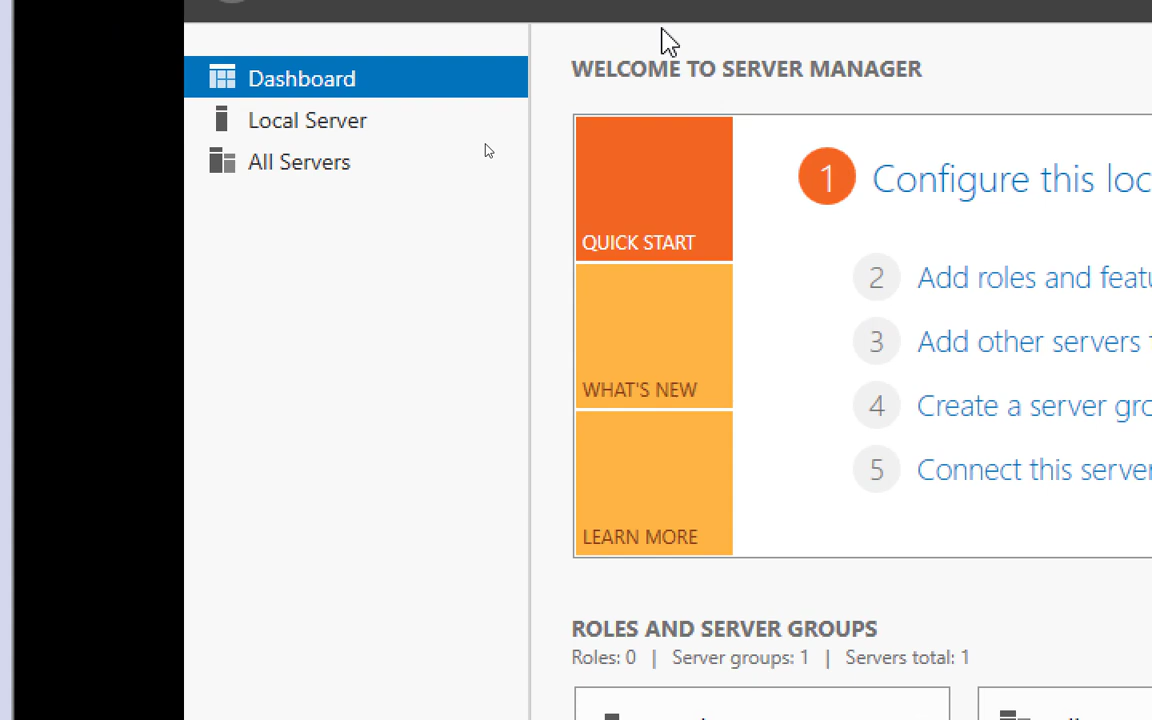 Dashboard
Local Server
All Servers
WELCOME TO SERVER MANAGER
QUICK START
WHAT'S NEW
LEARN MORE
1 Configure this loc
2 Add roles and featu
3 Add other servers
4 Create a server gro
5 Connect this server
ROLES AND SERVER GROUPS
Roles: 0 | Server groups: 1 | Servers total: 1